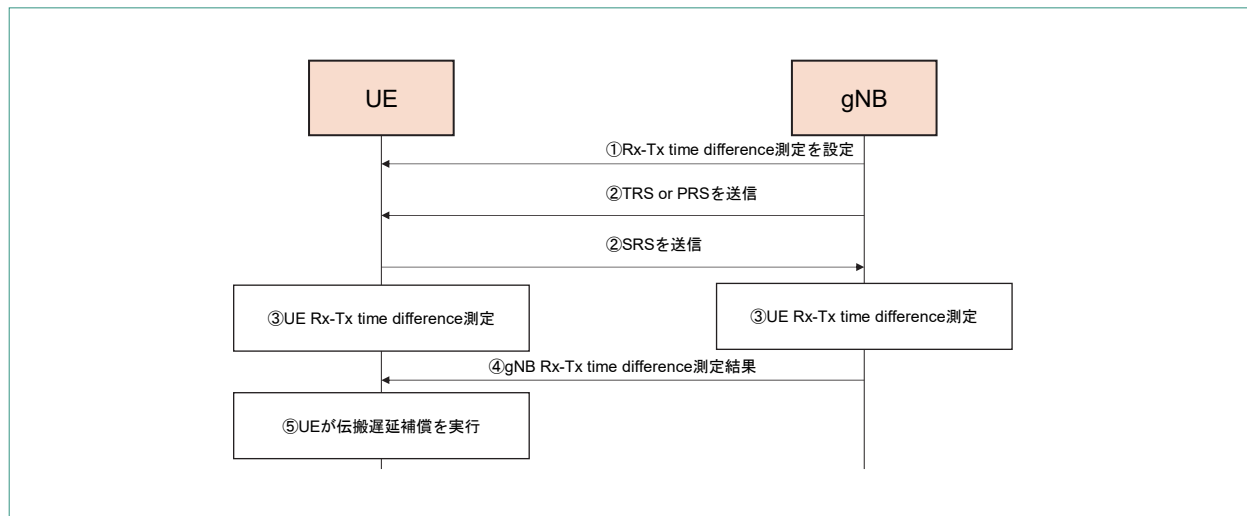 UE
gNB
①Rx-Tx time difference測定を設定
②TRS or PRSを送信
②SRSを送信
③UE Rx-Tx time difference測定
③UE Rx-Tx time difference測定
④gNB Rx-Tx time difference測定結果
⑤UEが伝搬遅延補償を実行